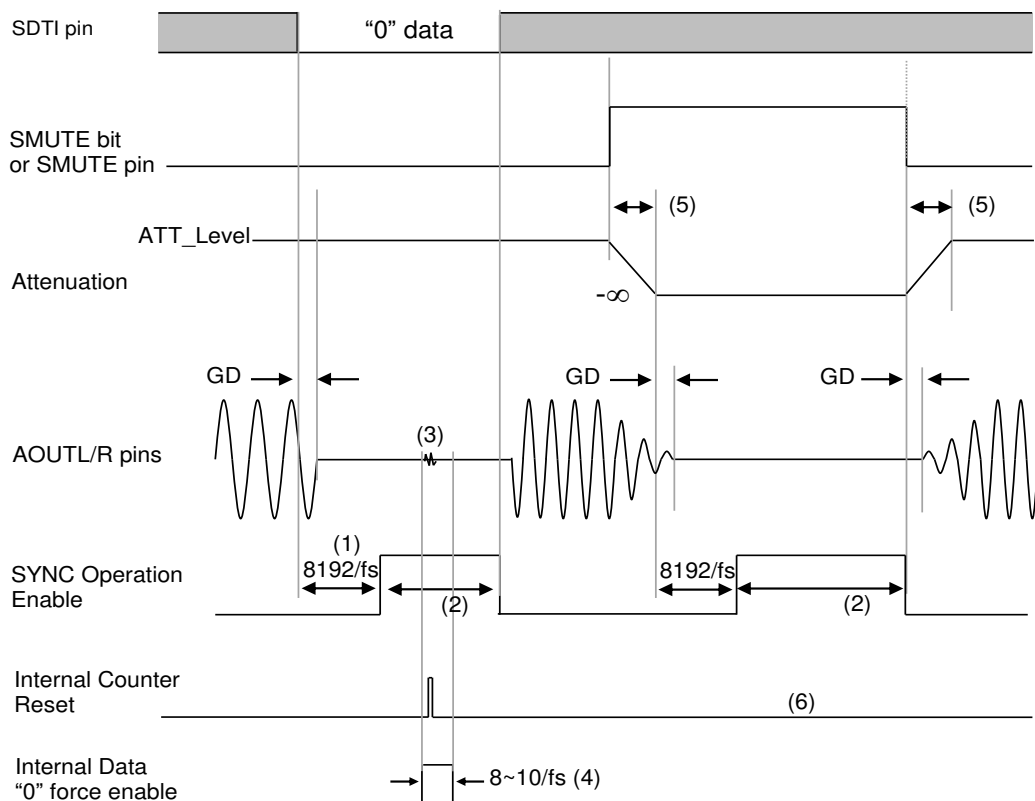 SDTI pin
“0” data
SMUTE bit
or SMUTE pin
(5)
(5)
ATT_Level
Attenuation
-∞
GD
GD
GD
AOUTL/R pins
(3)
(1)
8192/fs
8192/fs
SYNC Operation
Enable
(2)
(2)
Internal Counter
Reset
(6)
Internal Data
“0” force enable
8~10/fs (4)